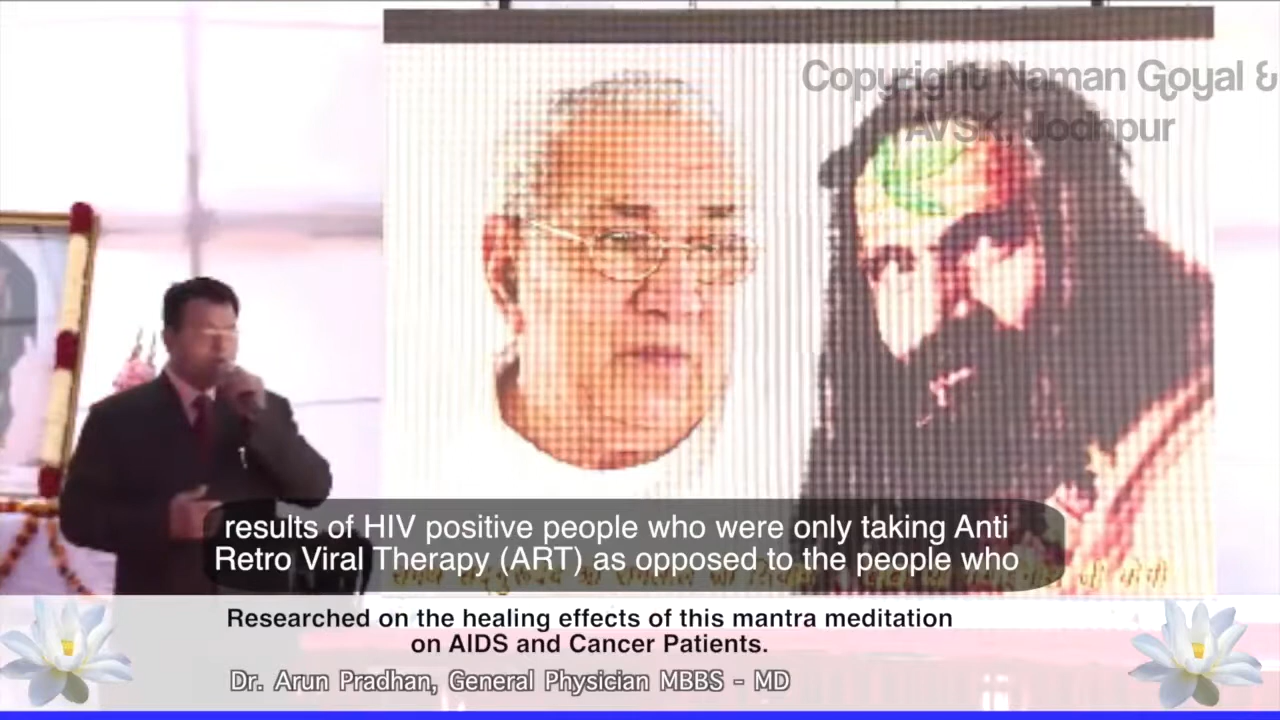 Copyright Naman Goyal &
AVSK, Jodhpur
results of HIV positive people who were only taking Anti
Retro Viral Therapy (ART) as opposed to the people who
Researched on the healing effects of this mantra meditation
on AIDS and Cancer Patients.
Dr. Arun Pradhan, General Physician MBBS - MD